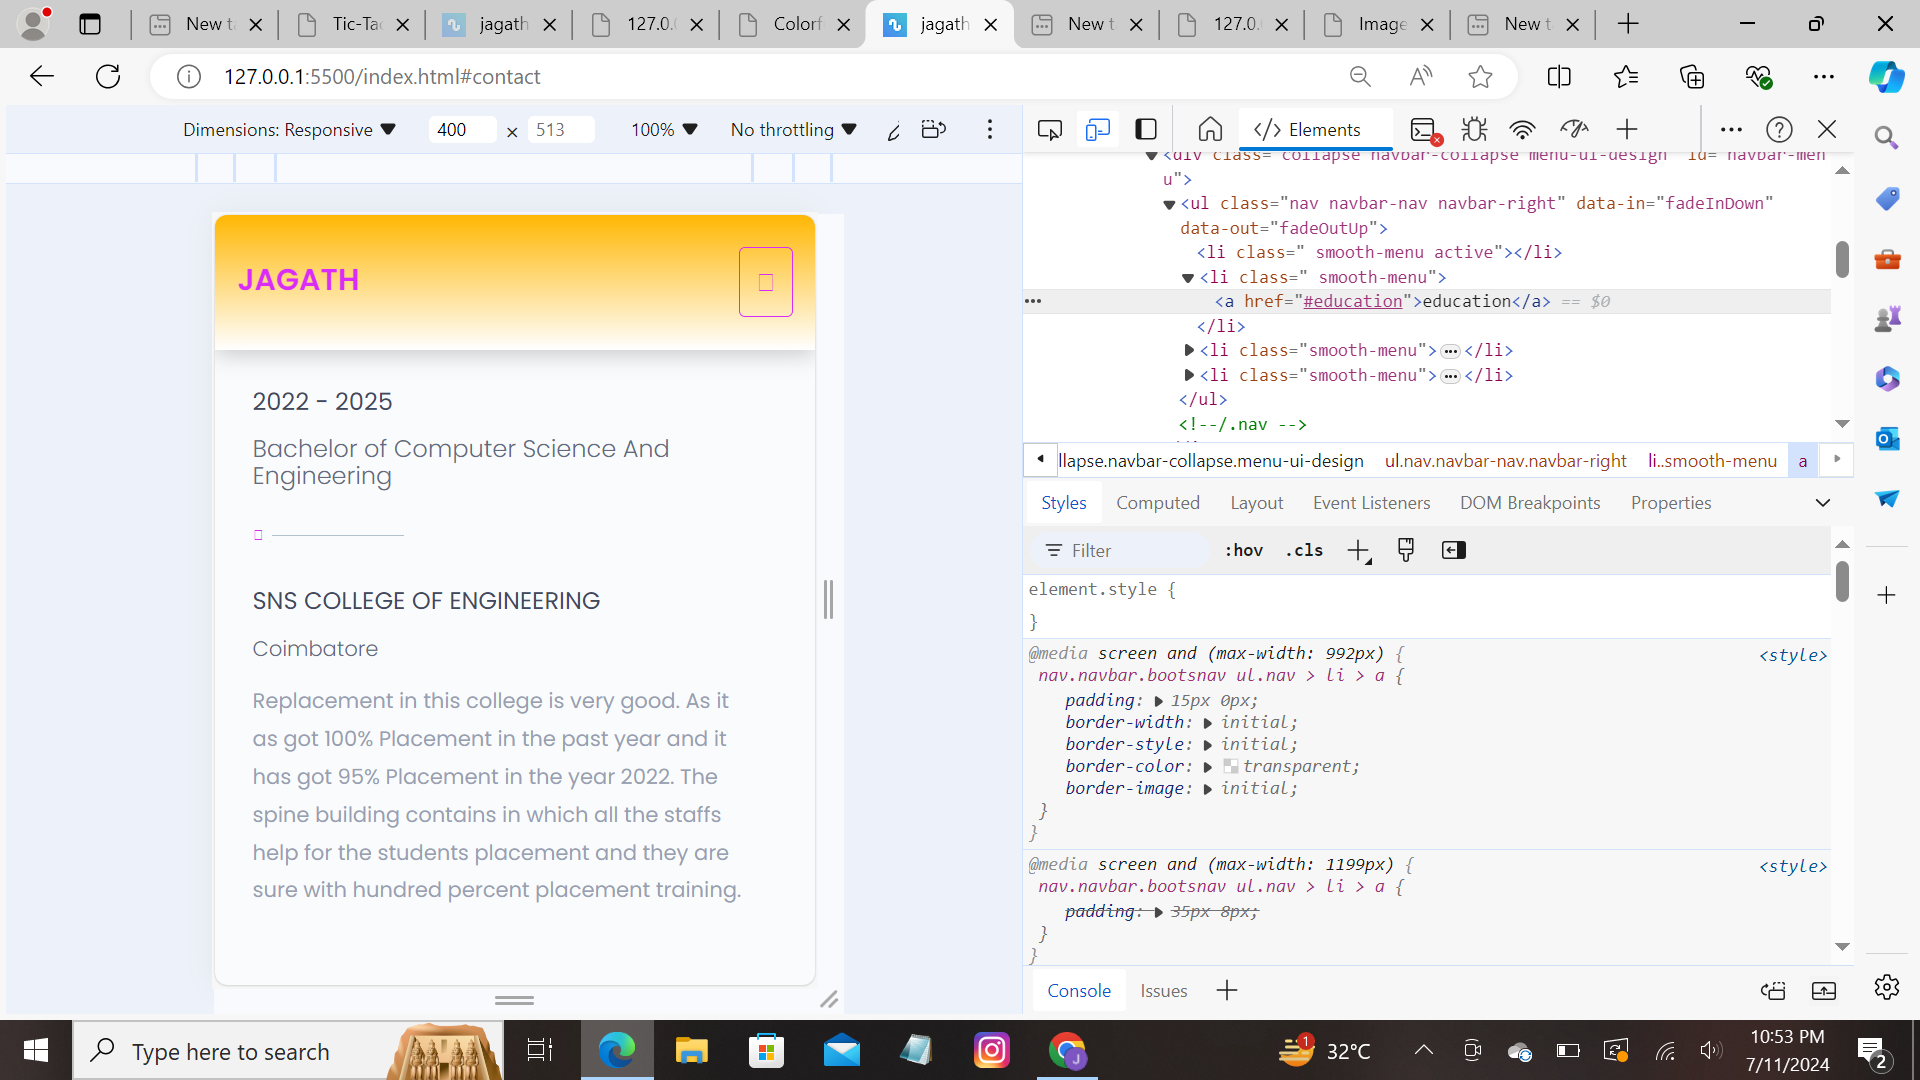 New ta
Tic-Tac
jagath
127.0.0
Colorf
jagath
New t
127.0.
Image
New t
127.0.0.1:5500/index.html#contact
Dimensions: Responsive
400 × 513
100%
No throttling
Elements
<div class="collapse navbar-collapse menu-ui-design" id="navbar-men
u">
<ul class="nav navbar-nav navbar-right" data-in="fadeInDown"
data-out="fadeOutUp">
<li class=" smooth-menu active"></li>
<li class=" smooth-menu">
<a href="#education">education</a> == $0
</li>
<li class="smooth-menu"> ••• </li>
<li class="smooth-menu"> ••• </li>
</ul>
<!--/.nav -->
llapse.navbar-collapse.menu-ui-design ul.nav.navbar-nav.navbar-right li..smooth-menu a
Styles Computed Layout Event Listeners DOM Breakpoints Properties
Filter :hov .cls
element.style {
}
@media screen and (max-width: 992px) { <style>
nav.navbar.bootsnav ul.nav > li > a {
padding: 15px 0px;
border-width: initial;
border-style: initial;
border-color: transparent;
border-image: initial;
}
}
@media screen and (max-width: 1199px) { <style>
nav.navbar.bootsnav ul.nav > li > a {
padding: 35px 8px;
}
}
Console Issues
JAGATH
2022 - 2025
Bachelor of Computer Science And
Engineering
SNS COLLEGE OF ENGINEERING
Coimbatore
Replacement in this college is very good. As it
as got 100% Placement in the past year and it
has got 95% Placement in the year 2022. The
spine building contains in which all the staffs
help for the students placement and they are
sure with hundred percent placement training.
Type here to search
1
32°C
10:53 PM
7/11/2024
2